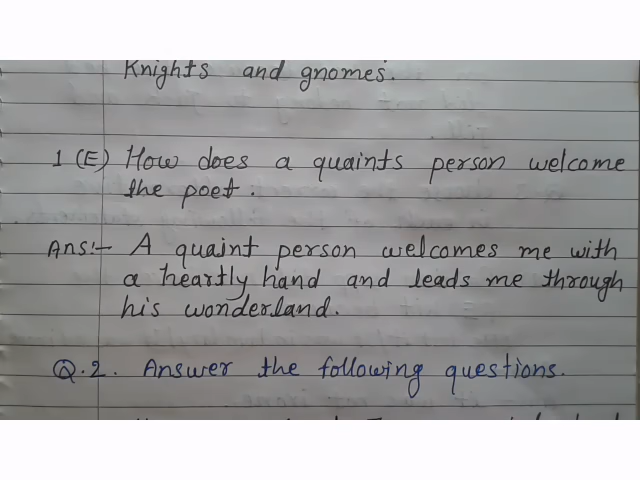 Knights and gnomes.
1 (E) How does a quaints person welcome
the poet.
Ans:- A quaint person welcomes me with
a heartly hand and leads me through
his wonderland.
Q.2. Answer the following questions.